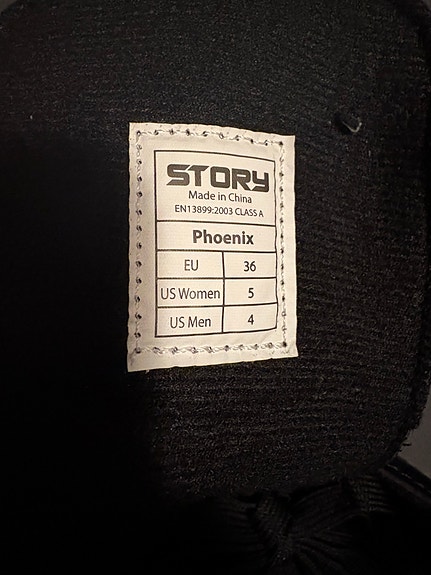 STORY
Made in China
EN13899:2003 CLASS A
Phoenix
EU 36
US Women 5
US Men 4